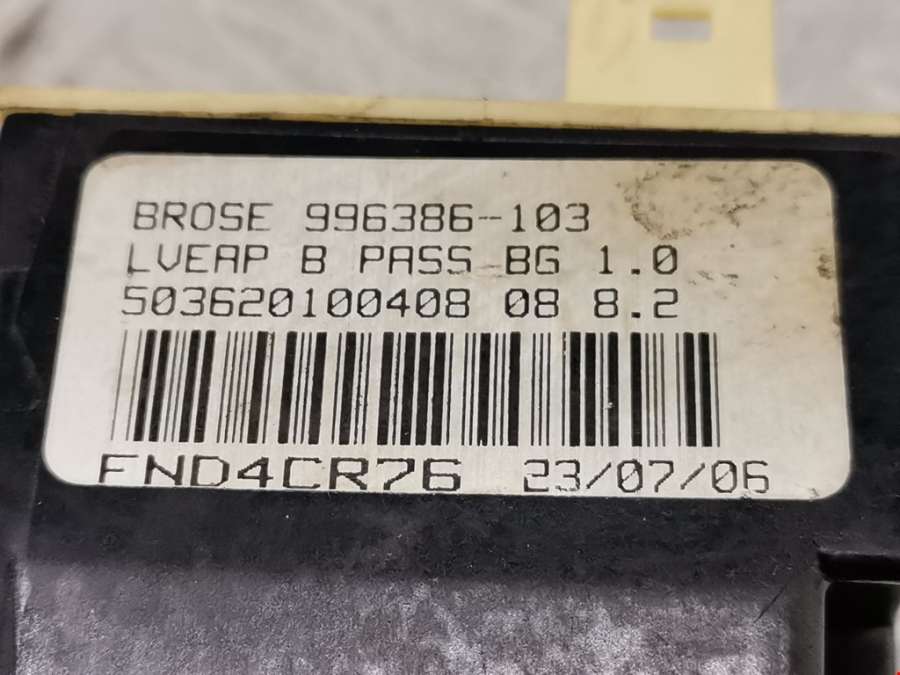 BROSE 996386-103
LVEAP B PASS BG 1.0
503620100408 08 8.2
FND4CR76 23/07/06